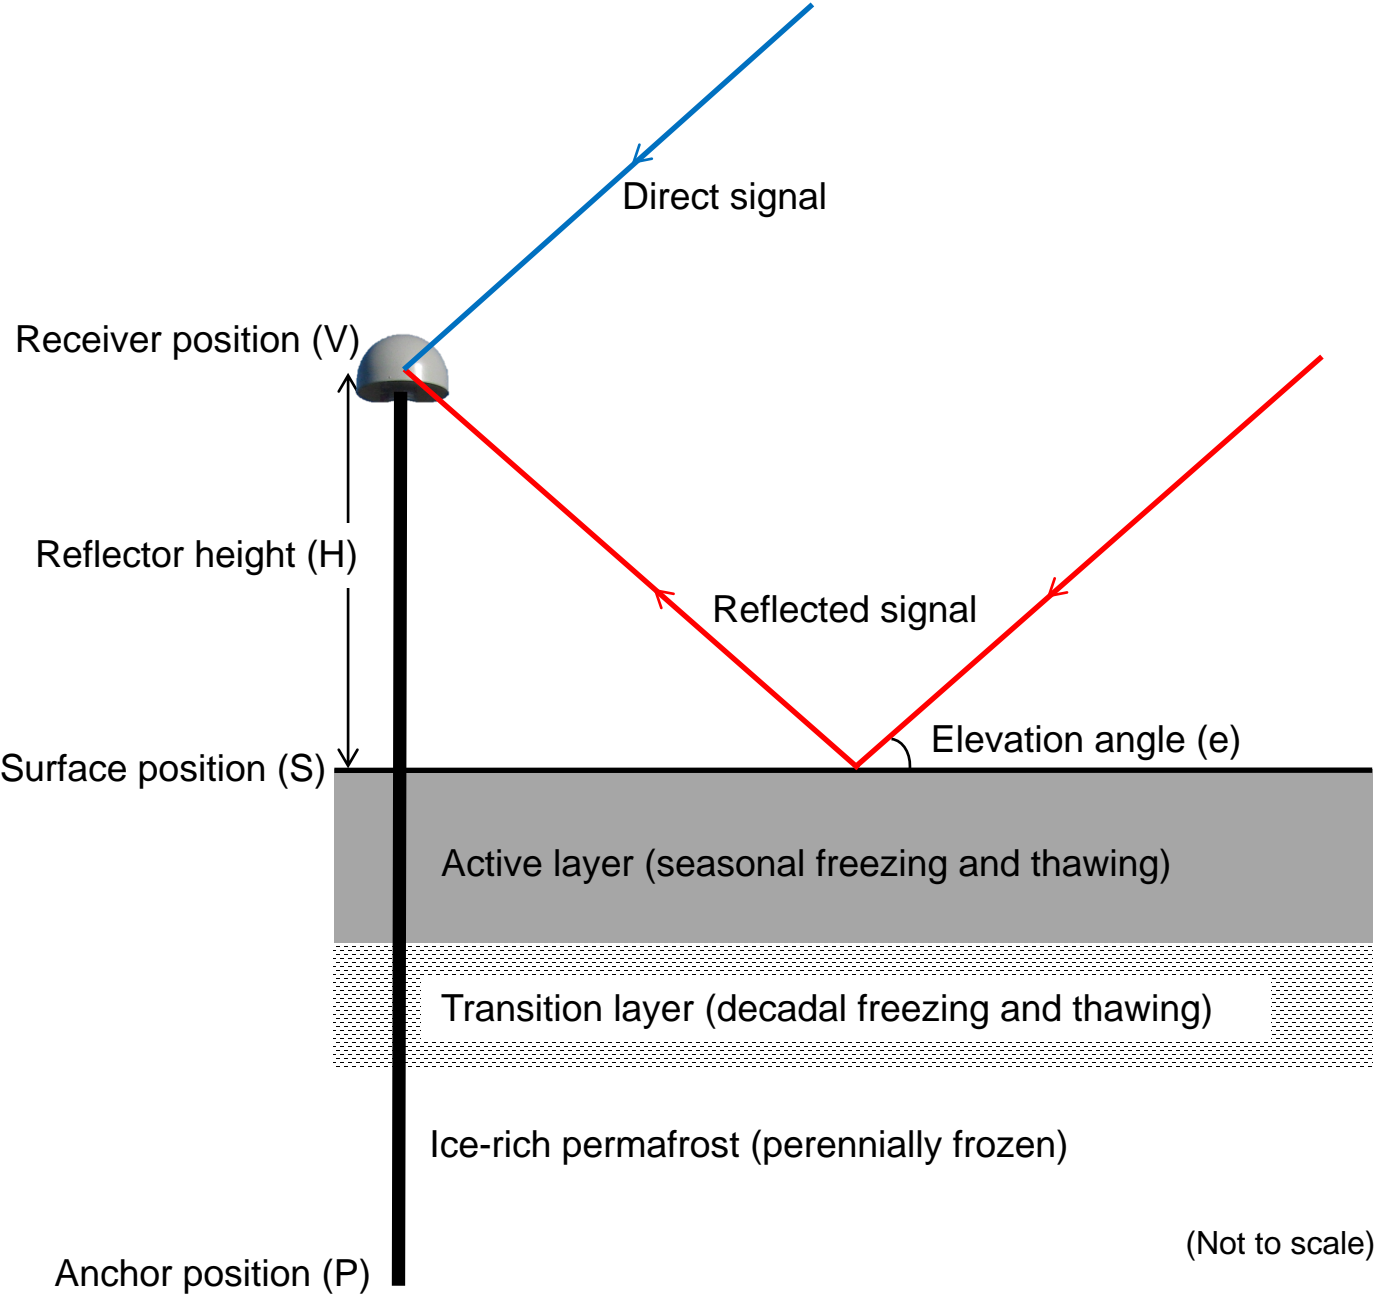 Direct signal
Receiver position (V)
Reflector height (H)
Reflected signal
Elevation angle (e)
Surface position (S)
Active layer (seasonal freezing and thawing)
Transition layer (decadal freezing and thawing)
Ice-rich permafrost (perennially frozen)
(Not to scale)
Anchor position (P)